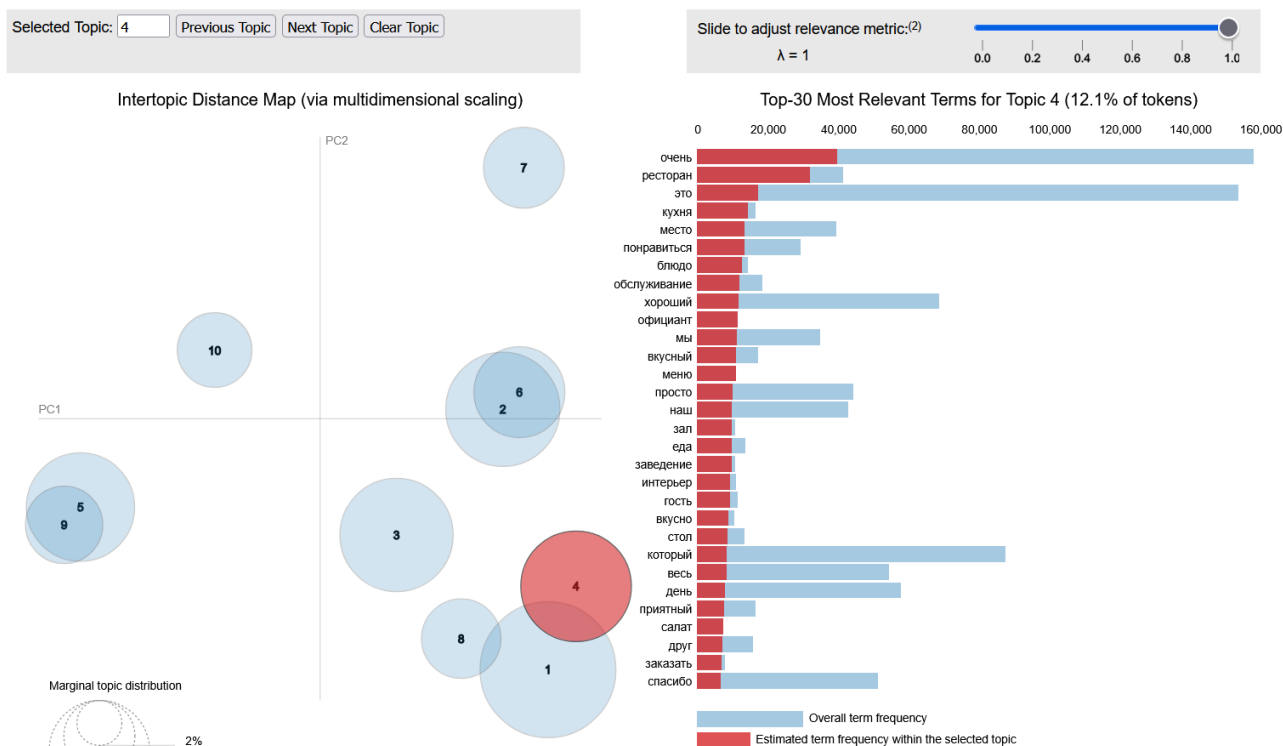 Selected Topic: 4 Previous Topic Next Topic Clear Topic
Slide to adjust relevance metric:(2)
λ = 1
0.0 0.2 0.4 0.6 0.8 1.0
Intertopic Distance Map (via multidimensional scaling)
PC2
PC1
7
10
6
2
5
9
3
4
8
1
Marginal topic distribution
2%
Top-30 Most Relevant Terms for Topic 4 (12.1% of tokens)
0 20,000 40,000 60,000 80,000 100,000 120,000 140,000 160,000
очень
ресторан
это
кухня
место
понравиться
блюдо
обслуживание
хороший
официант
мы
вкусный
меню
просто
наш
зал
еда
заведение
интерьер
гость
вкусно
стол
который
весь
день
приятный
салат
друг
заказать
спасибо
Overall term frequency
Estimated term frequency within the selected topic